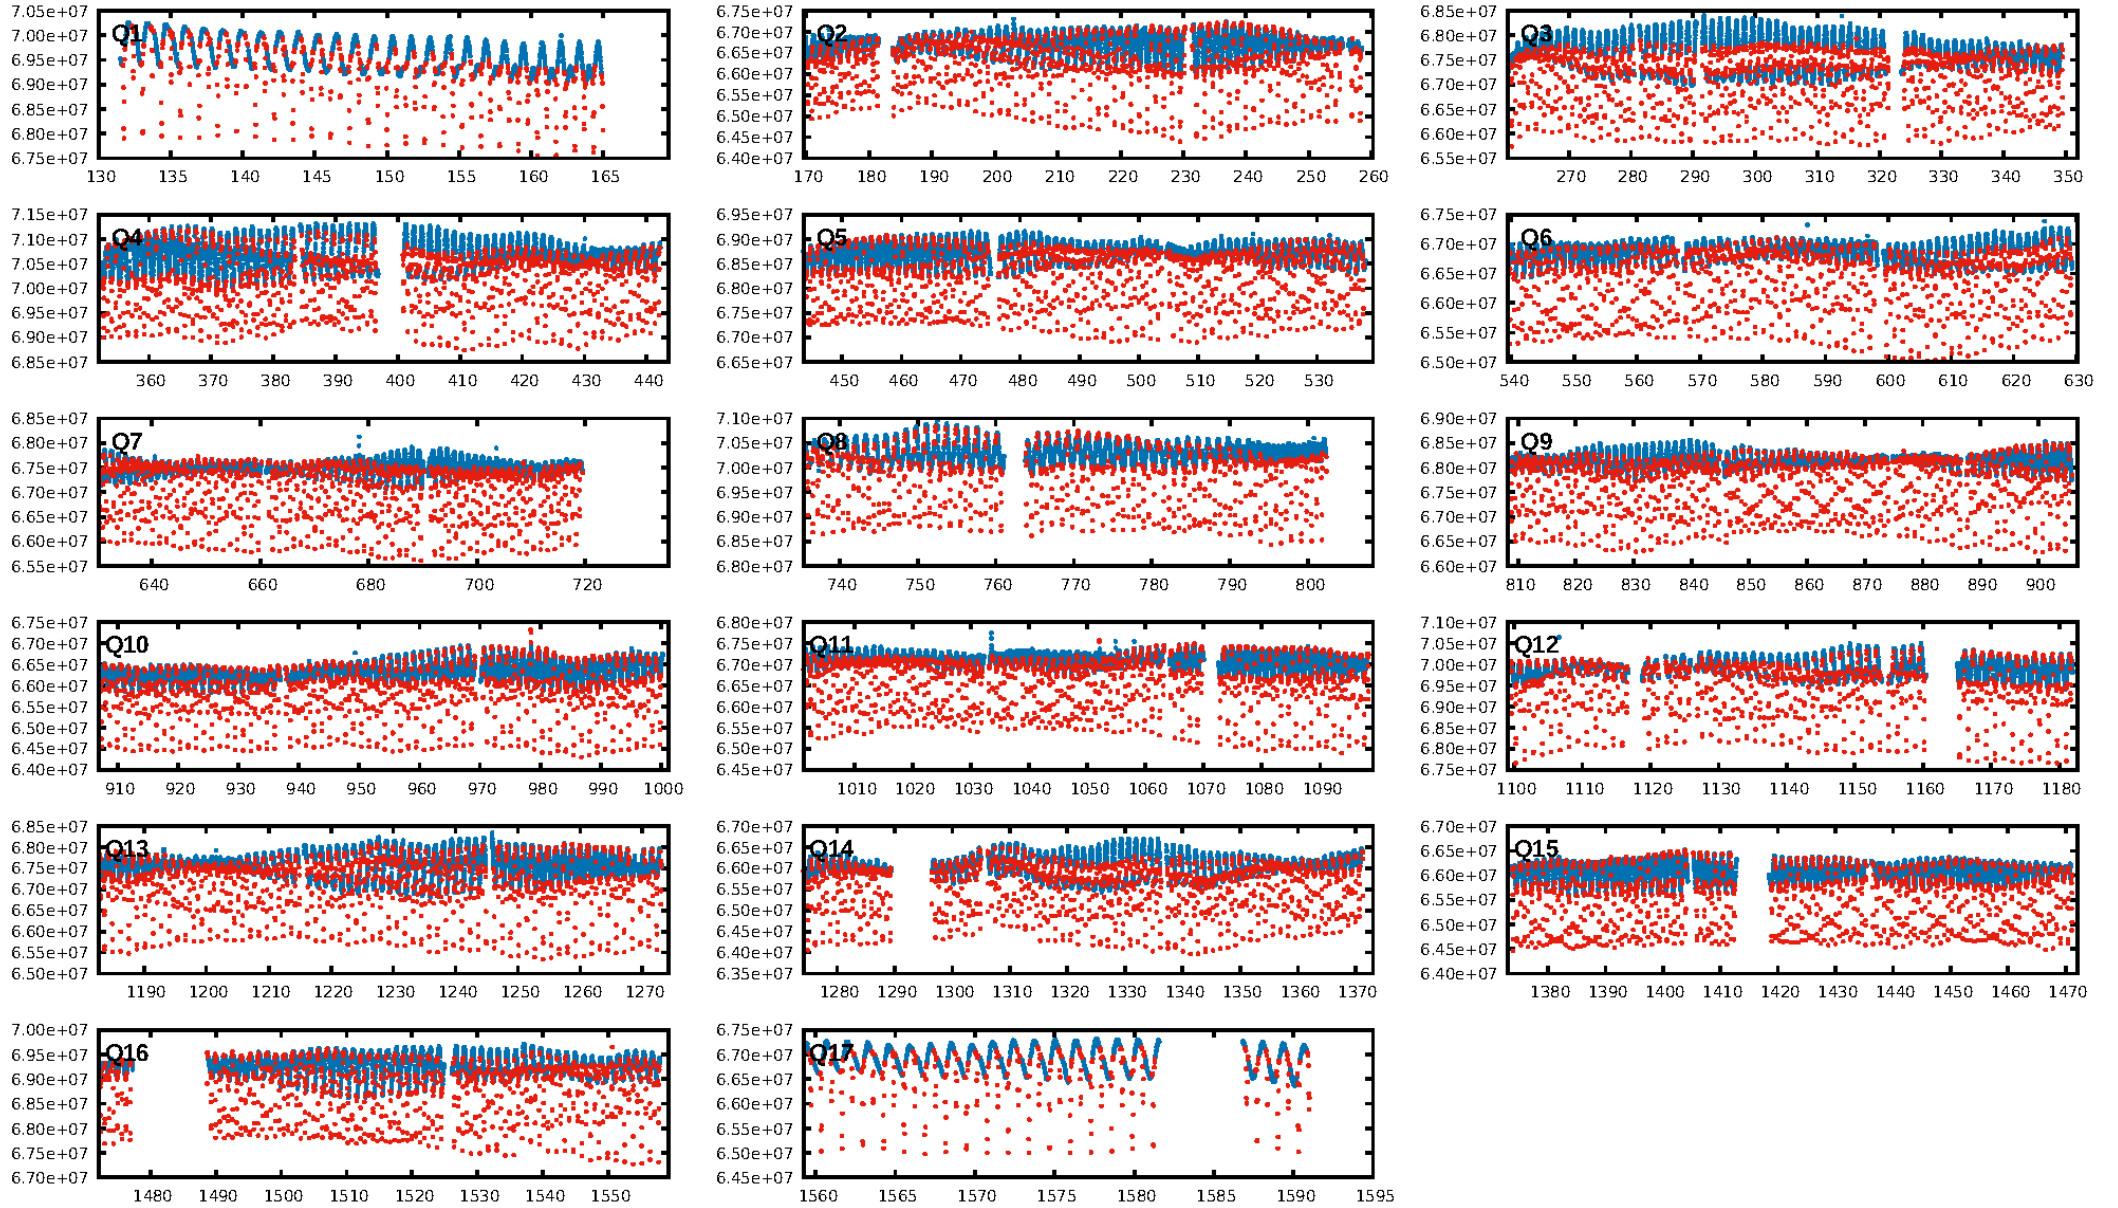 7.05e+07 7.00e+07 6.95e+07 6.90e+07 6.85e+07 6.80e+07 6.75e+07
Q1
130 135 140 145 150 155 160 165
6.75e+07 6.70e+07 6.65e+07 6.60e+07 6.55e+07 6.50e+07 6.45e+07 6.40e+07
Q2
170 180 190 200 210 220 230 240 250 260
6.85e+07 6.80e+07 6.75e+07 6.70e+07 6.65e+07 6.60e+07 6.55e+07
Q3
270 280 290 300 310 320 330 340 350
7.15e+07 7.10e+07 7.05e+07 7.00e+07 6.95e+07 6.90e+07 6.85e+07
Q4
360 370 380 390 400 410 420 430 440
6.95e+07 6.90e+07 6.85e+07 6.80e+07 6.75e+07 6.70e+07 6.65e+07
Q5
450 460 470 480 490 500 510 520 530
6.75e+07 6.70e+07 6.65e+07 6.60e+07 6.55e+07 6.50e+07
Q6
540 550 560 570 580 590 600 610 620 630
6.85e+07 6.80e+07 6.75e+07 6.70e+07 6.65e+07 6.60e+07 6.55e+07
Q7
640 660 680 700 720
7.10e+07 7.05e+07 7.00e+07 6.95e+07 6.90e+07 6.85e+07 6.80e+07
Q8
740 750 760 770 780 790 800
6.90e+07 6.85e+07 6.80e+07 6.75e+07 6.70e+07 6.65e+07 6.60e+07
Q9
810 820 830 840 850 860 870 880 890 900
6.75e+07 6.70e+07 6.65e+07 6.60e+07 6.55e+07 6.50e+07 6.45e+07 6.40e+07
Q10
910 920 930 940 950 960 970 980 990 1000
6.80e+07 6.75e+07 6.70e+07 6.65e+07 6.60e+07 6.55e+07 6.50e+07 6.45e+07
Q11
1010 1020 1030 1040 1050 1060 1070 1080 1090
7.10e+07 7.05e+07 7.00e+07 6.95e+07 6.90e+07 6.85e+07 6.80e+07 6.75e+07
Q12
1100 1110 1120 1130 1140 1150 1160 1170 1180
6.85e+07 6.80e+07 6.75e+07 6.70e+07 6.65e+07 6.60e+07 6.55e+07 6.50e+07
Q13
1190 1200 1210 1220 1230 1240 1250 1260 1270
6.70e+07 6.65e+07 6.60e+07 6.55e+07 6.50e+07 6.45e+07 6.40e+07 6.35e+07
Q14
1280 1290 1300 1310 1320 1330 1340 1350 1360 1370
6.70e+07 6.65e+07 6.60e+07 6.55e+07 6.50e+07 6.45e+07 6.40e+07
Q15
1380 1390 1400 1410 1420 1430 1440 1450 1460 1470
7.00e+07 6.95e+07 6.90e+07 6.85e+07 6.80e+07 6.75e+07 6.70e+07
Q16
1480 1490 1500 1510 1520 1530 1540 1550
6.75e+07 6.70e+07 6.65e+07 6.60e+07 6.55e+07 6.50e+07 6.45e+07
Q17
1560 1565 1570 1575 1580 1585 1590 1595